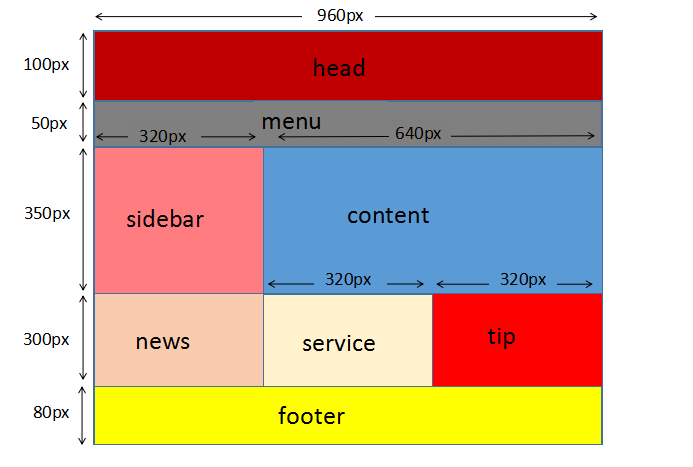 960px
100px
head
50px
menu
320px
640px
350px
sidebar
content
320px
320px
300px
news
service
tip
80px
footer